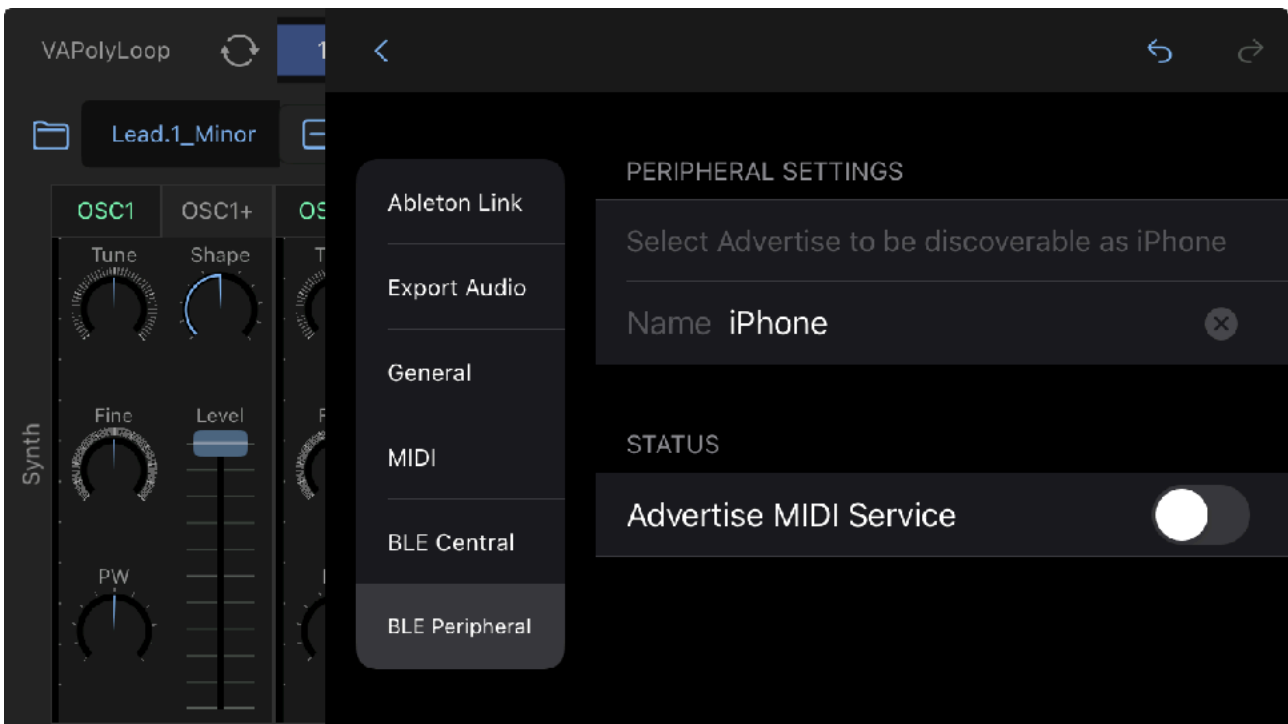 VAPolyLoop
1
Lead.1_Minor
OSC1
OSC1+
Tune
Shape
Fine
Level
PW
Synth
Ableton Link
Export Audio
General
MIDI
BLE Central
BLE Peripheral
PERIPHERAL SETTINGS
Select Advertise to be discoverable as iPhone
Name iPhone
STATUS
Advertise MIDI Service